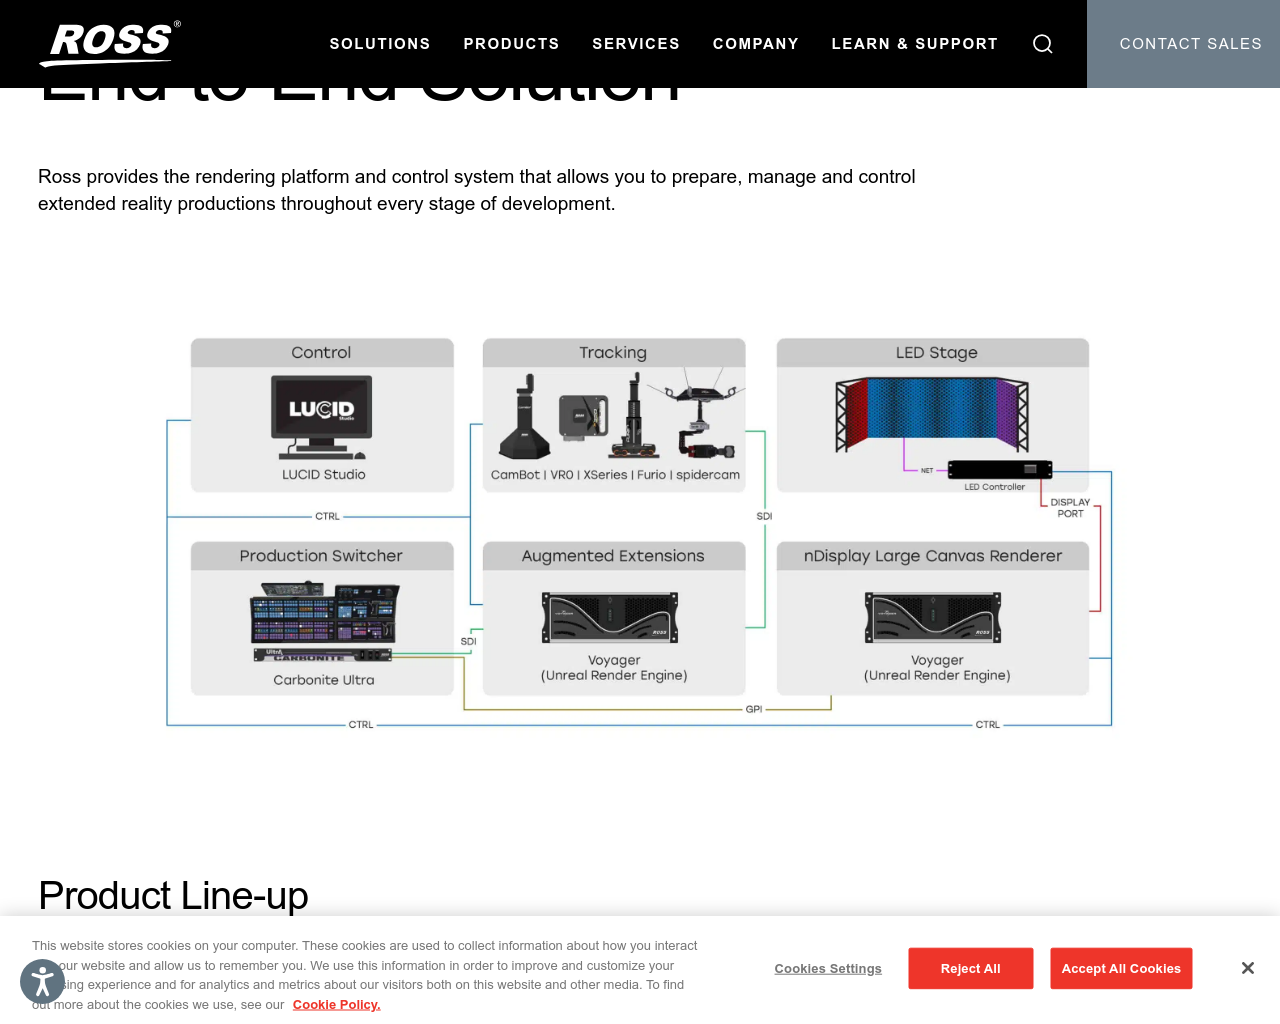 ROSS®
SOLUTIONS
PRODUCTS
SERVICES
COMPANY
LEARN & SUPPORT
CONTACT SALES
End to End Solution
Ross provides the rendering platform and control system that allows you to prepare, manage and control
extended reality productions throughout every stage of development.
Control
LUCID
Studio
LUCID Studio
Tracking
CamBot | VR0 | XSeries | Furio | spidercam
LED Stage
NET
LED Controller
CTRL
SDI
DISPLAY
PORT
Production Switcher
Ultra
CARBONITE
Carbonite Ultra
SDI
Augmented Extensions
ROSS
Voyager
(Unreal Render Engine)
nDisplay Large Canvas Renderer
ROSS
Voyager
(Unreal Render Engine)
GPI
CTRL
CTRL
Product Line-up
This website stores cookies on your computer. These cookies are used to collect information about how you interact
our website and allow us to remember you. We use this information in order to improve and customize your
sing experience and for analytics and metrics about our visitors both on this website and other media. To find
out more about the cookies we use, see our Cookie Policy.
Cookies Settings
Reject All
Accept All Cookies